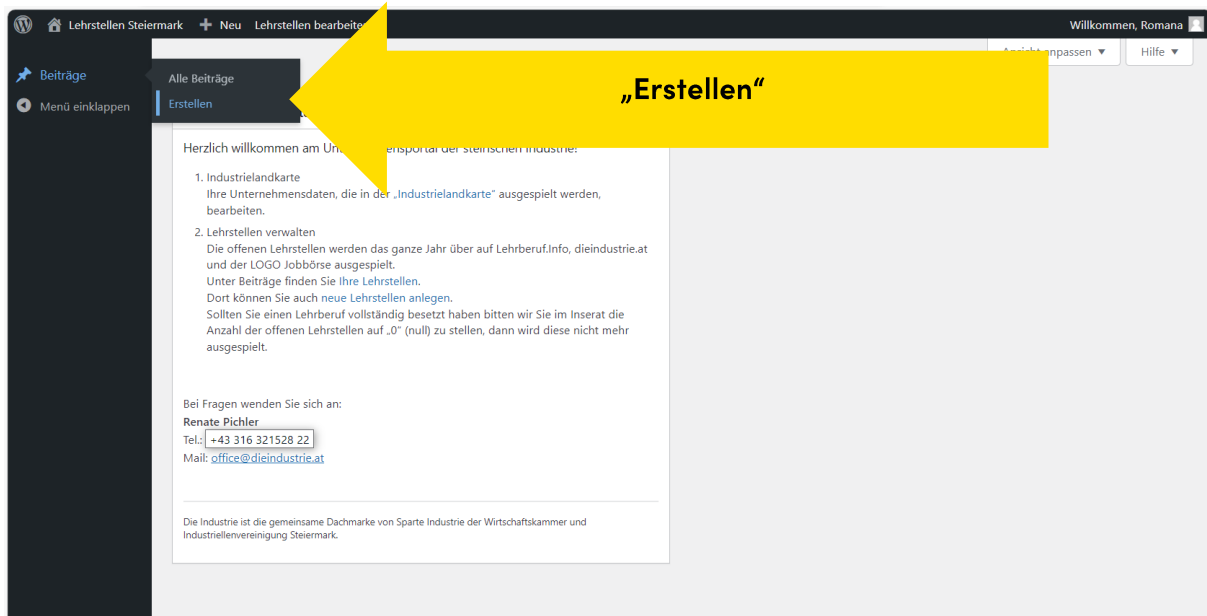 Lehrstellen Steiermark + Neu Lehrstellen bearbeite
Willkommen, Romana
anpassen ▼ Hilfe ▼
Beiträge
Menü einklappen
Alle Beiträge
Erstellen
„Erstellen“
Herzlich willkommen am
der steirischen Industrie!
1. Industrielandkarte
Ihre Unternehmensdaten, die in der „Industrielandkarte“ ausgespielt werden,
bearbeiten.
2. Lehrstellen verwalten
Die offenen Lehrstellen werden das ganze Jahr über auf Lehrberuf.Info, dieindustrie.at
und der LOGO Jobbörse ausgespielt.
Unter Beiträge finden Sie Ihre Lehrstellen.
Dort können Sie auch neue Lehrstellen anlegen.
Sollten Sie einen Lehrberuf vollständig besetzt haben bitten wir Sie im Inserat die
Anzahl der offenen Lehrstellen auf „0“ (null) zu stellen, dann wird diese nicht mehr
ausgespielt.
Bei Fragen wenden Sie sich an:
Renate Pichler
Tel.: +43 316 321528 22
Mail: office@dieindustrie.at
Die Industrie ist die gemeinsame Dachmarke von Sparte Industrie der Wirtschaftskammer und
Industriellenvereinigung Steiermark.